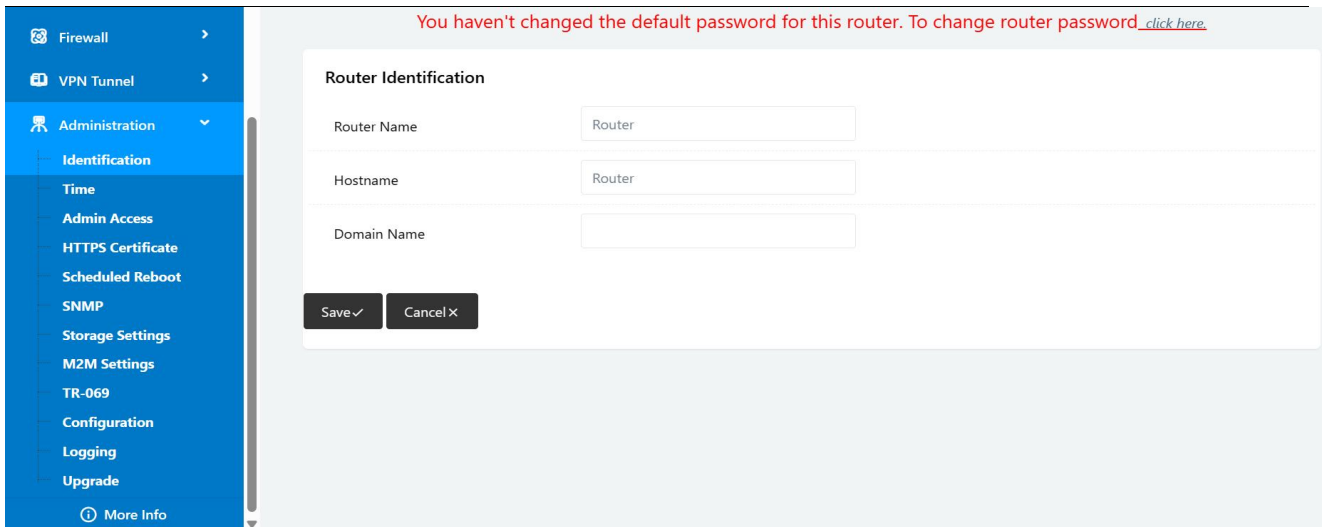 You haven't changed the default password for this router. To change router password click here.
Firewall
VPN Tunnel
Administration
Identification
Time
Admin Access
HTTPS Certificate
Scheduled Reboot
SNMP
Storage Settings
M2M Settings
TR-069
Configuration
Logging
Upgrade
More Info
Router Identification
Router Name Router
Hostname Router
Domain Name
Save Cancel